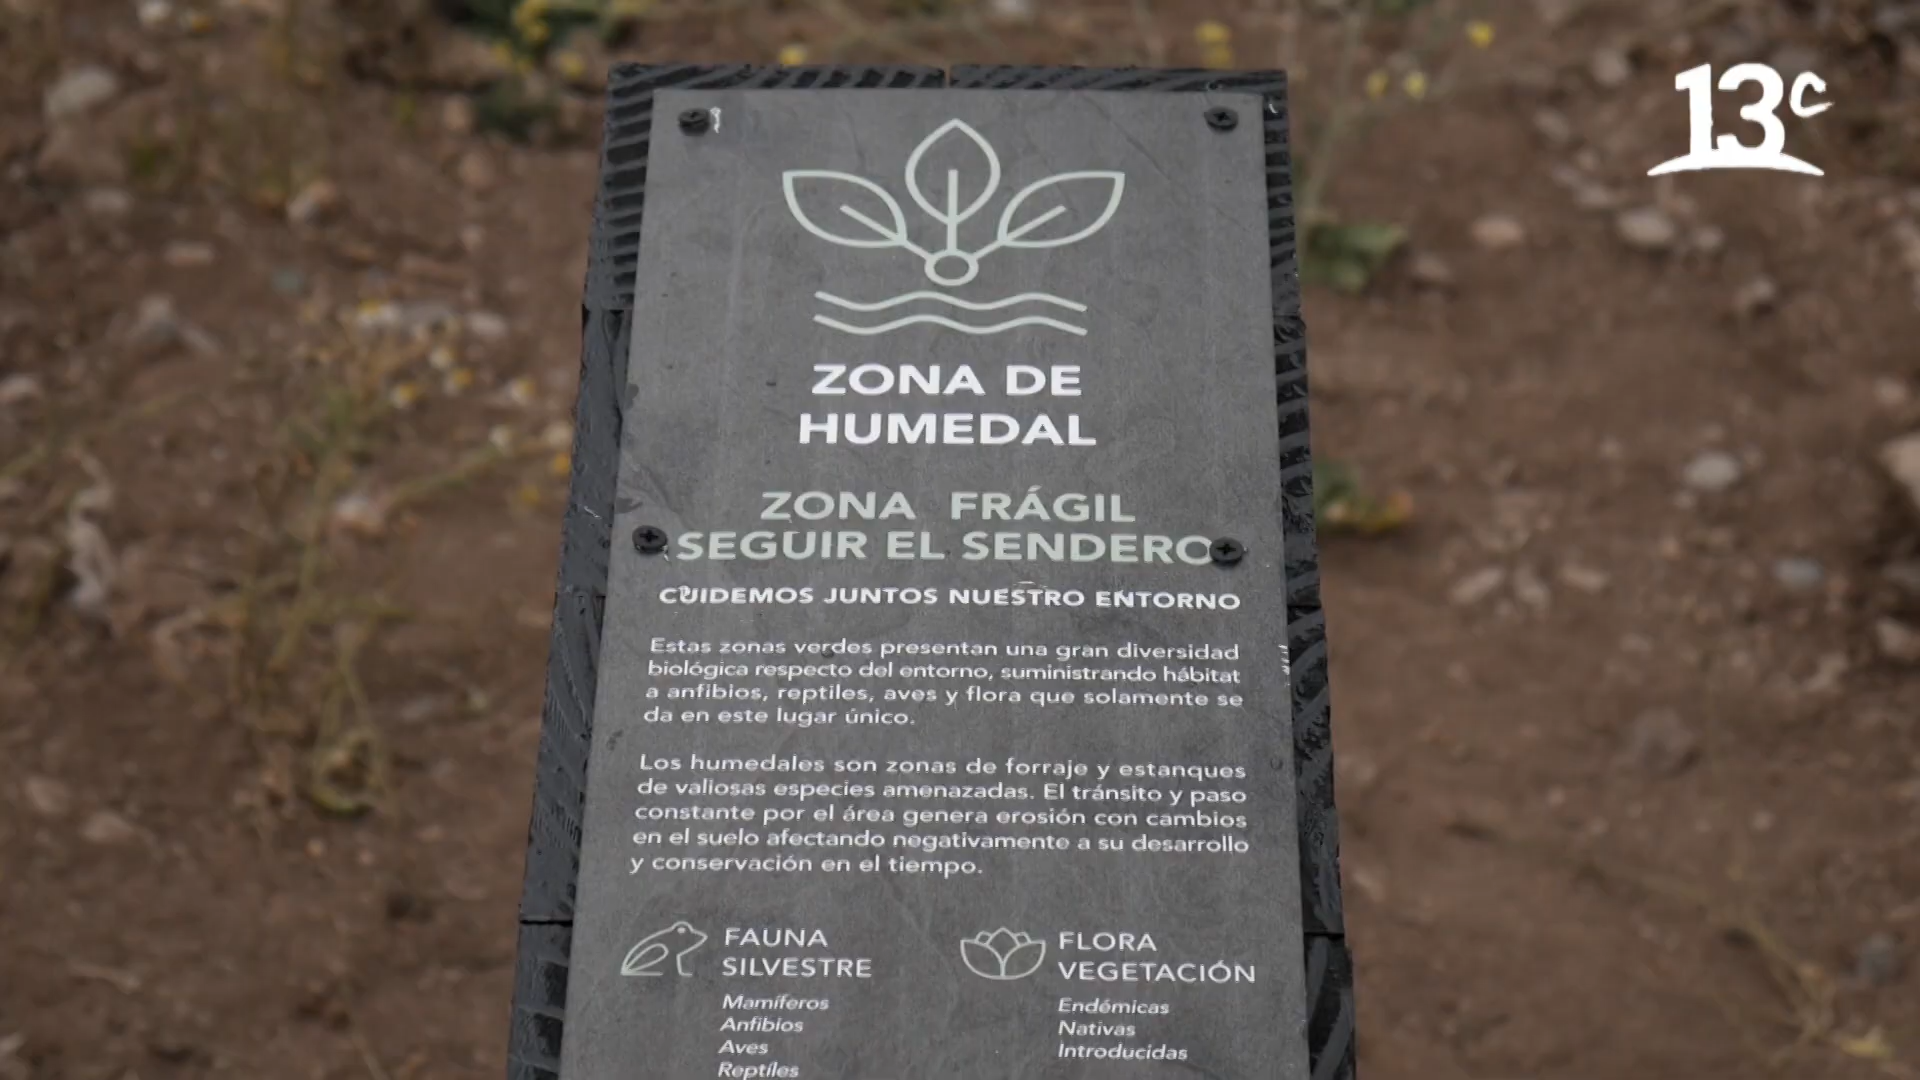 13c
ZONA DE
HUMEDAL
ZONA FRÁGIL
SEGUIR EL SENDERO
CUIDEMOS JUNTOS NUESTRO ENTORNO
Estas zonas verdes presentan una gran diversidad
biológica respecto del entorno, suministrando hábitat
a anfibios, reptiles, aves y flora que solamente se
da en este lugar único.
Los humedales son zonas de forraje y estanques
de valiosas especies amenazadas. El tránsito y paso
constante por el área genera erosión con cambios
en el suelo afectando negativamente a su desarrollo
y conservación en el tiempo.
FAUNA
SILVESTRE
Mamíferos
Anfibios
Aves
Reptíles
FLORA
VEGETACIÓN
Endémicas
Nativas
Introducidas